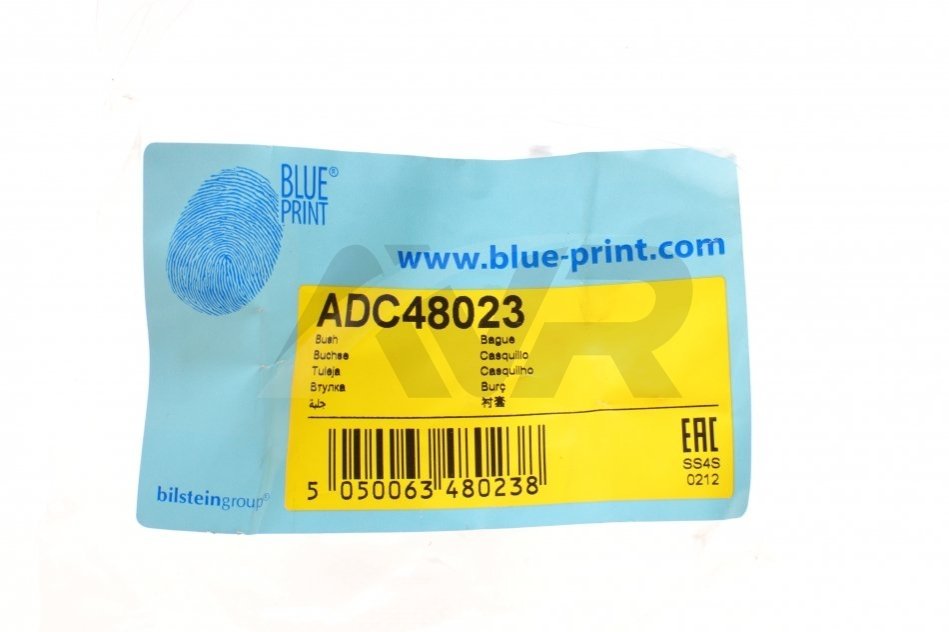 BLUE®
PRINT
www.blue-print.com
AVR
ADC48023
Bush
Bague
Buchse
Casquillo
Tuleja
Casquilho
Втулка
Burç
جلبة
衬套
EAC
SS4S
0212
5 050063 480238
bilsteingroup®